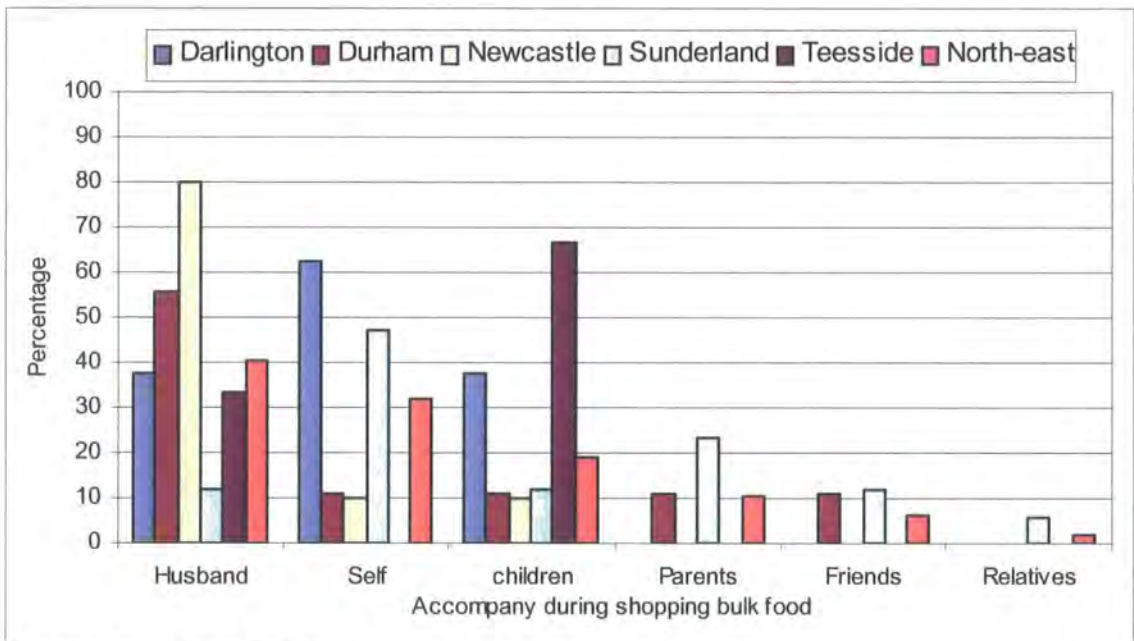 Darlington Durham Newcastle Sunderland Teesside North-east
100
90
80
70
60
50
40
30
20
10
0
Percentage
Husband Self children Parents Friends Relatives
Accompany during shopping bulk food